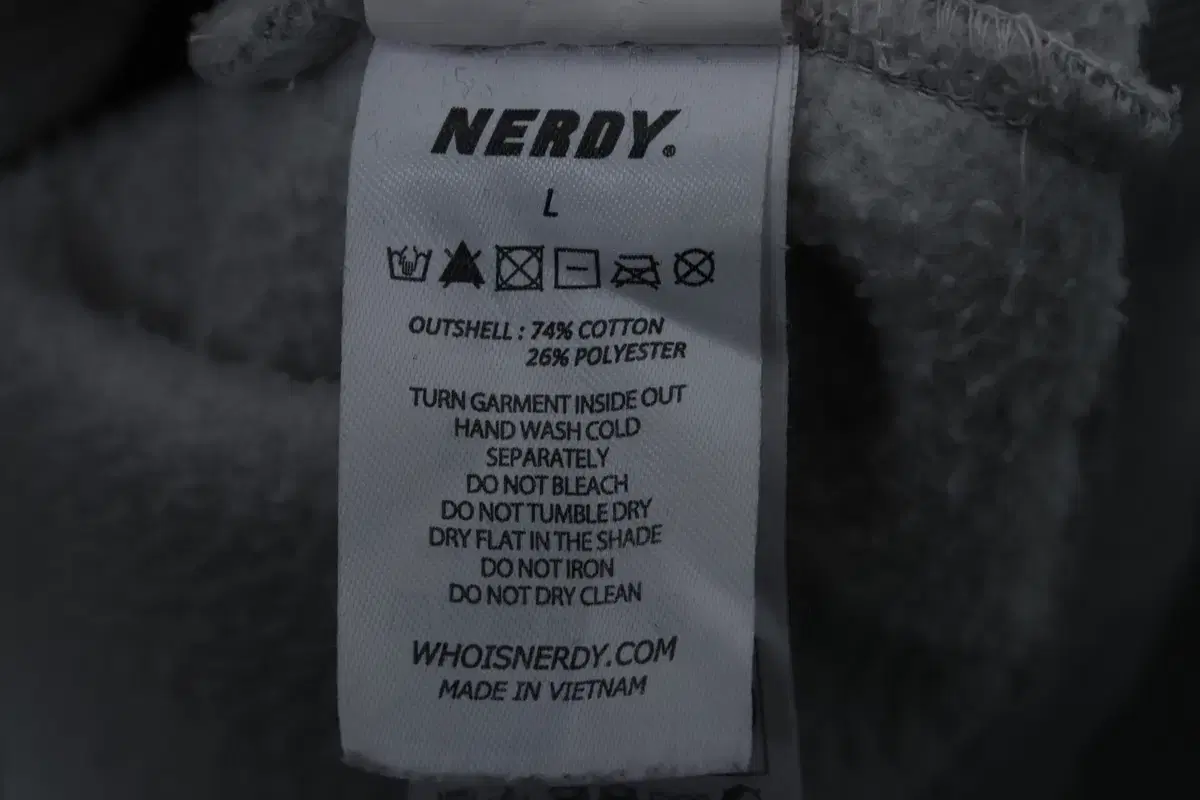 NERDY.®
L
OUTSHELL : 74% COTTON
26% POLYESTER
TURN GARMENT INSIDE OUT
HAND WASH COLD
SEPARATELY
DO NOT BLEACH
DO NOT TUMBLE DRY
DRY FLAT IN THE SHADE
DO NOT IRON
DO NOT DRY CLEAN
WHOISNERDY.COM
MADE IN VIETNAM